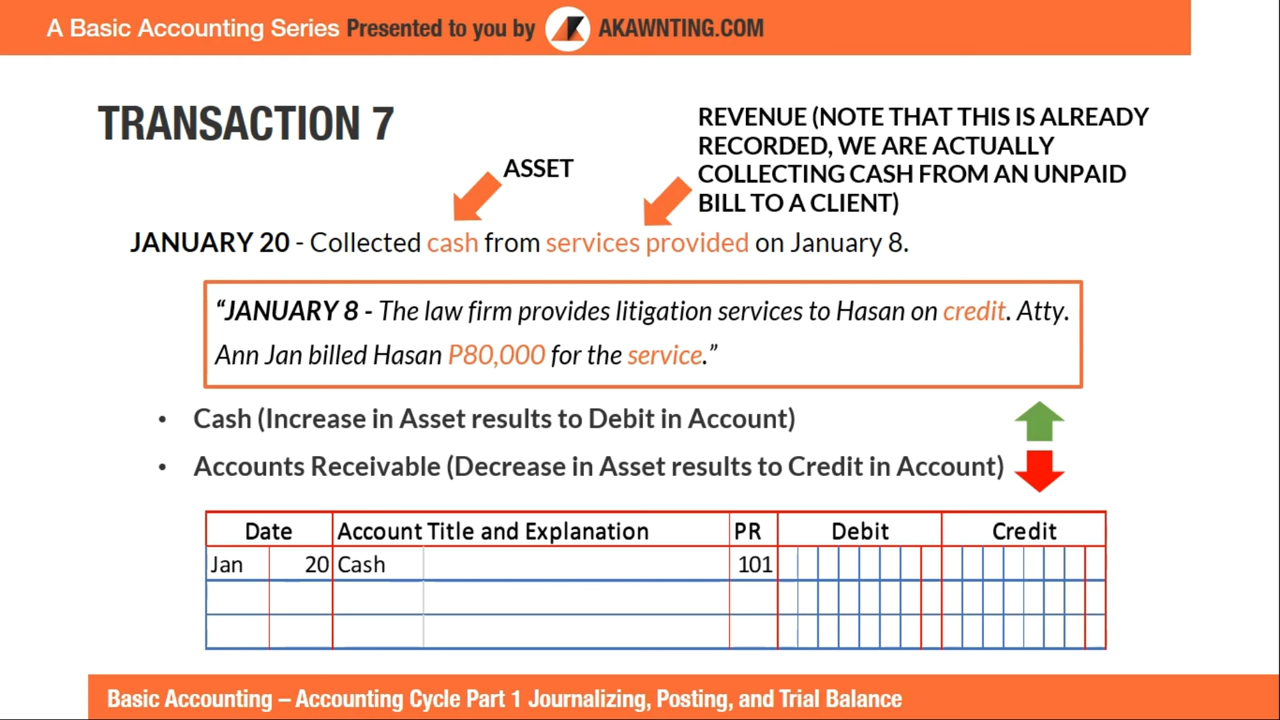 A Basic Accounting Series Presented to you by AKAWNTING.COM
TRANSACTION 7
ASSET
REVENUE (NOTE THAT THIS IS ALREADY
RECORDED, WE ARE ACTUALLY
COLLECTING CASH FROM AN UNPAID
BILL TO A CLIENT)
JANUARY 20 - Collected cash from services provided on January 8.
“JANUARY 8 - The law firm provides litigation services to Hasan on credit. Atty.
Ann Jan billed Hasan P80,000 for the service.”
• Cash (Increase in Asset results to Debit in Account)
• Accounts Receivable (Decrease in Asset results to Credit in Account)
Date Account Title and Explanation PR Debit Credit
Jan 20 Cash 101
Basic Accounting – Accounting Cycle Part 1 Journalizing, Posting, and Trial Balance